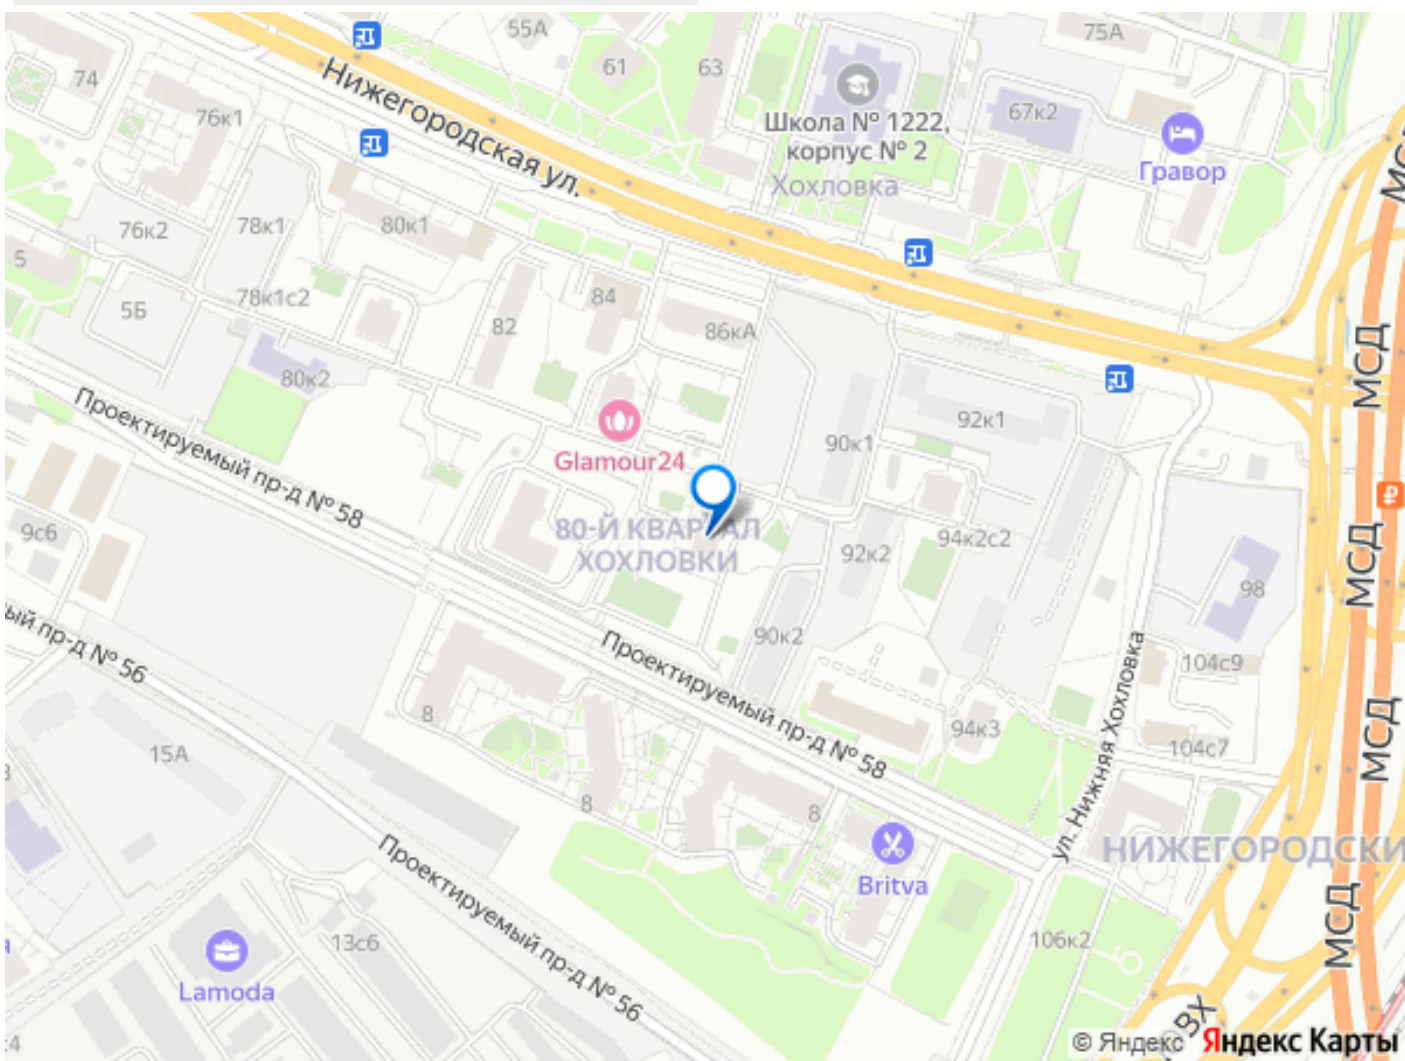 55А
61
63
75А
74
76к1
Нижегородская ул.
Школа № 1222,
корпус № 2
Хохловка
67к2
Гравор
МСД
76к2
78к1
80к1
5
5Б
78к1с2
82
84
86кА
80к2
Glamour24
90к1
92к1
МСД
Проектируемый пр-д № 58
80-Й КВАРТАЛ
ХОХЛОВКИ
9с6
92к2
94к2с2
98
МСД
90к2
Проектируемый пр-д № 58
ул. Нижняя Хохловка
104с9
пр-д № 56
8
94к3
104с7
МСД
15А
8
8
Britva
НИЖЕГОРОДСКИ
Проектируемый пр-д № 56
13с6
Lamoda
106к2
МСД
© Яндекс Яндекс Карты